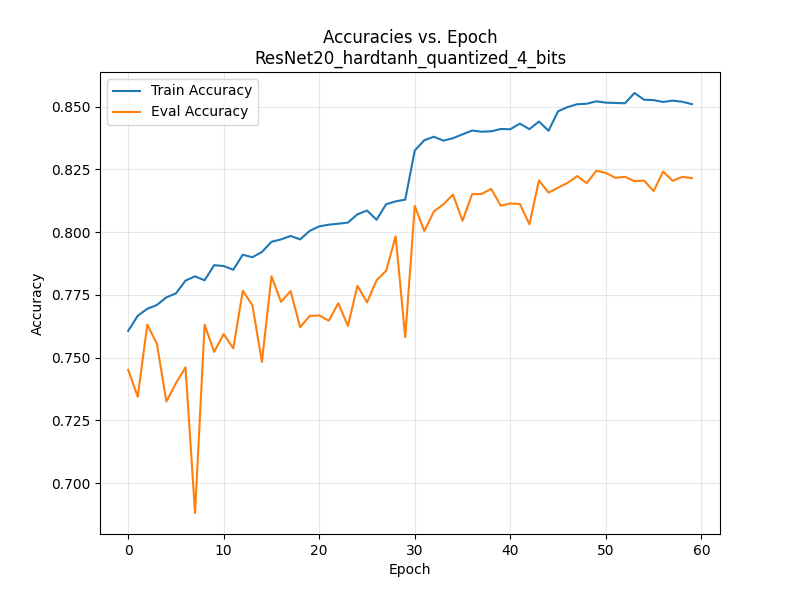 Accuracies vs. Epoch
ResNet20_hardtanh_quantized_4_bits
Train Accuracy
Eval Accuracy
0.850
0.825
0.800
0.775
0.750
0.725
0.700
Accuracy
0 10 20 30 40 50 60
Epoch